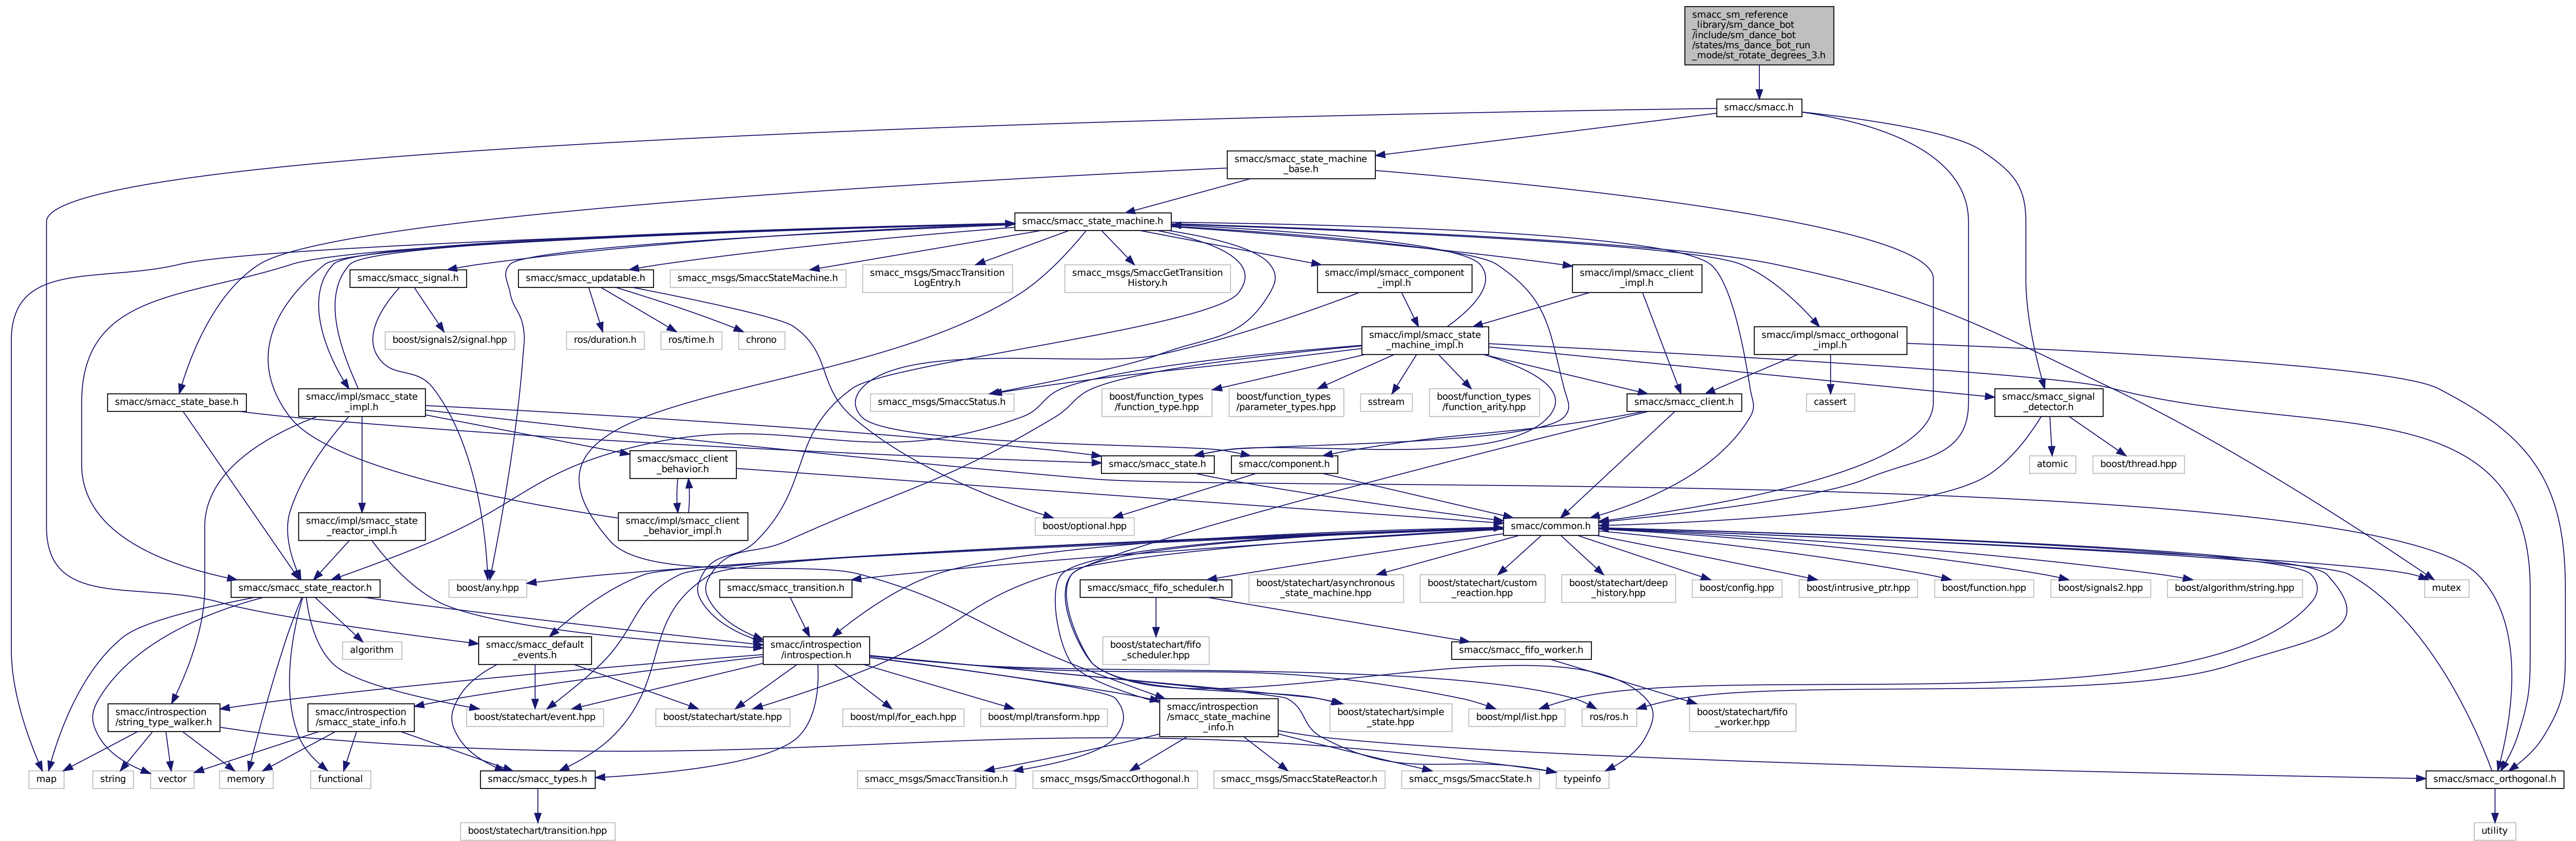 smacc_sm_reference
_library/sm_dance_bot
/include/sm_dance_bot
/states/ms_dance_bot_run
_mode/st_rotate_degrees_3.h
smacc/smacc.h
smacc/smacc_state_machine
_base.h
smacc/smacc_state_machine.h
smacc/smacc_signal.h
smacc/smacc_updatable.h
smacc_msgs/SmaccStateMachine.h
smacc_msgs/SmaccTransition
LogEntry.h
smacc_msgs/SmaccGetTransition
History.h
smacc/impl/smacc_component
_impl.h
smacc/impl/smacc_client
_impl.h
boost/signals2/signal.hpp
ros/duration.h
ros/time.h
chrono
smacc/impl/smacc_state
_machine_impl.h
smacc/impl/smacc_orthogonal
_impl.h
smacc/smacc_state_base.h
smacc/impl/smacc_state
_impl.h
smacc_msgs/SmaccStatus.h
boost/function_types
/function_type.hpp
boost/function_types
/parameter_types.hpp
sstream
boost/function_types
/function_arity.hpp
smacc/smacc_client.h
cassert
smacc/smacc_signal
_detector.h
smacc/smacc_client
_behavior.h
smacc/smacc_state.h
smacc/component.h
atomic
boost/thread.hpp
smacc/impl/smacc_state
_reactor_impl.h
smacc/impl/smacc_client
_behavior_impl.h
boost/optional.hpp
smacc/common.h
smacc/smacc_state_reactor.h
boost/any.hpp
smacc/smacc_transition.h
smacc/smacc_fifo_scheduler.h
boost/statechart/asynchronous
_state_machine.hpp
boost/statechart/custom
_reaction.hpp
boost/statechart/deep
_history.hpp
boost/config.hpp
boost/intrusive_ptr.hpp
boost/function.hpp
boost/signals2.hpp
boost/algorithm/string.hpp
mutex
algorithm
smacc/smacc_default
_events.h
smacc/introspection
/introspection.h
boost/statechart/fifo
_scheduler.hpp
smacc/smacc_fifo_worker.h
smacc/introspection
/string_type_walker.h
smacc/introspection
/smacc_state_info.h
boost/statechart/event.hpp
boost/statechart/state.hpp
boost/mpl/for_each.hpp
boost/mpl/transform.hpp
smacc/introspection
/smacc_state_machine
_info.h
boost/statechart/simple
_state.hpp
boost/mpl/list.hpp
ros/ros.h
boost/statechart/fifo
_worker.hpp
map
string
vector
memory
functional
smacc/smacc_types.h
smacc_msgs/SmaccTransition.h
smacc_msgs/SmaccOrthogonal.h
smacc_msgs/SmaccStateReactor.h
smacc_msgs/SmaccState.h
typeinfo
smacc/smacc_orthogonal.h
boost/statechart/transition.hpp
utility